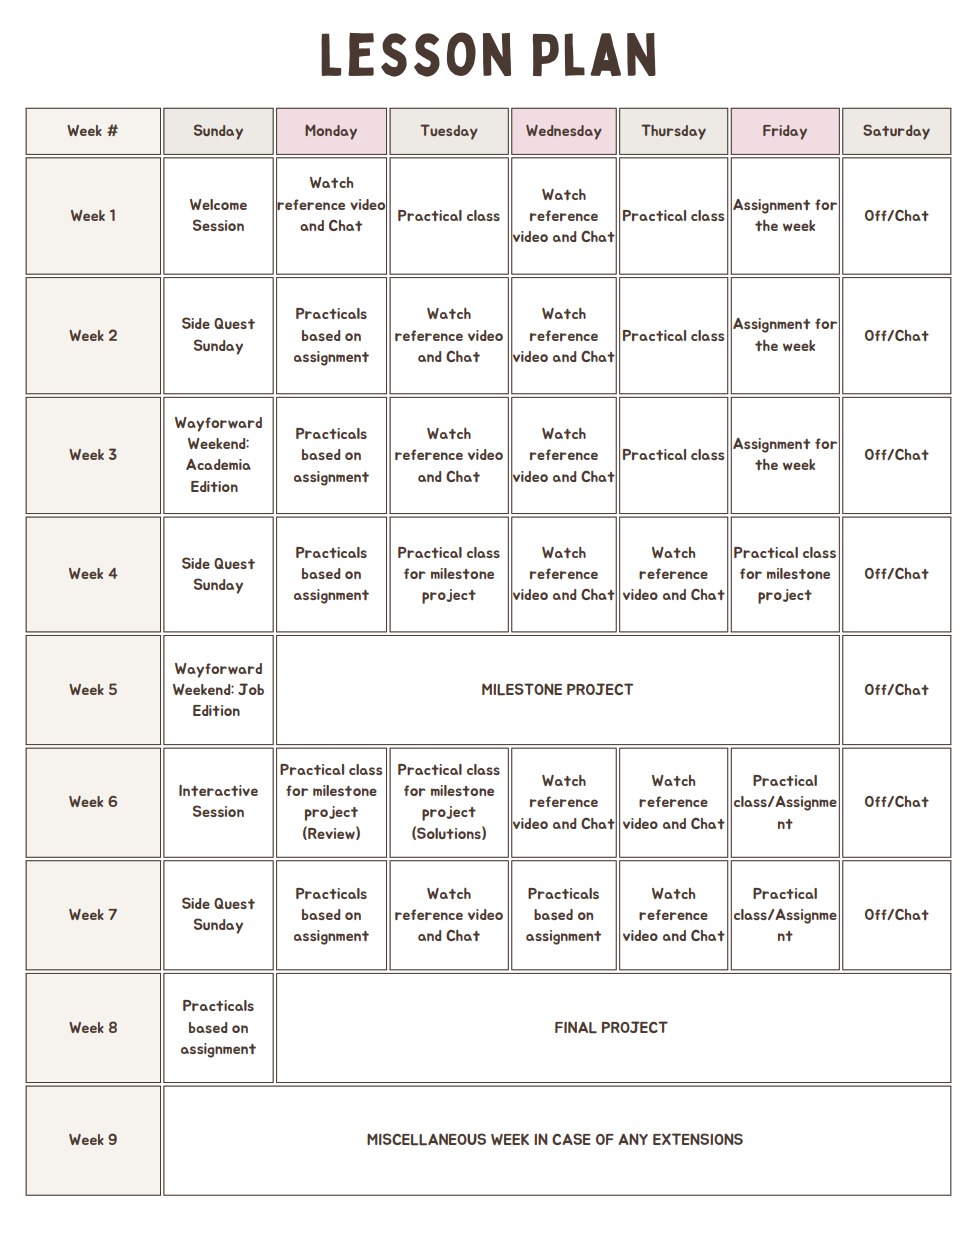 LESSON PLAN
Week #
Sunday
Monday
Tuesday
Wednesday
Thursday
Friday
Saturday
Week 1
Welcome
Session
Watch
reference video
and Chat
Practical class
Watch
reference
video and Chat
Practical class
Assignment for
the week
Off/Chat
Week 2
Side Quest
Sunday
Practicals
based on
assignment
Watch
reference video
and Chat
Watch
reference
video and Chat
Practical class
Assignment for
the week
Off/Chat
Week 3
Wayforward
Weekend:
Academia
Edition
Practicals
based on
assignment
Watch
reference video
and Chat
Watch
reference
video and Chat
Practical class
Assignment for
the week
Off/Chat
Week 4
Side Quest
Sunday
Practicals
based on
assignment
Practical class
for milestone
project
Watch
reference
video and Chat
Watch
reference
video and Chat
Practical class
for milestone
project
Off/Chat
Week 5
Wayforward
Weekend: Job
Edition
MILESTONE PROJECT
Off/Chat
Week 6
Interactive
Session
Practical class
for milestone
project
(Review)
Practical class
for milestone
project
(Solutions)
Watch
reference
video and Chat
Watch
reference
video and Chat
Practical
class/Assignme
nt
Off/Chat
Week 7
Side Quest
Sunday
Practicals
based on
assignment
Watch
reference video
and Chat
Practicals
based on
assignment
Watch
reference
video and Chat
Practical
class/Assignme
nt
Off/Chat
Week 8
Practicals
based on
assignment
FINAL PROJECT
Week 9
MISCELLANEOUS WEEK IN CASE OF ANY EXTENSIONS